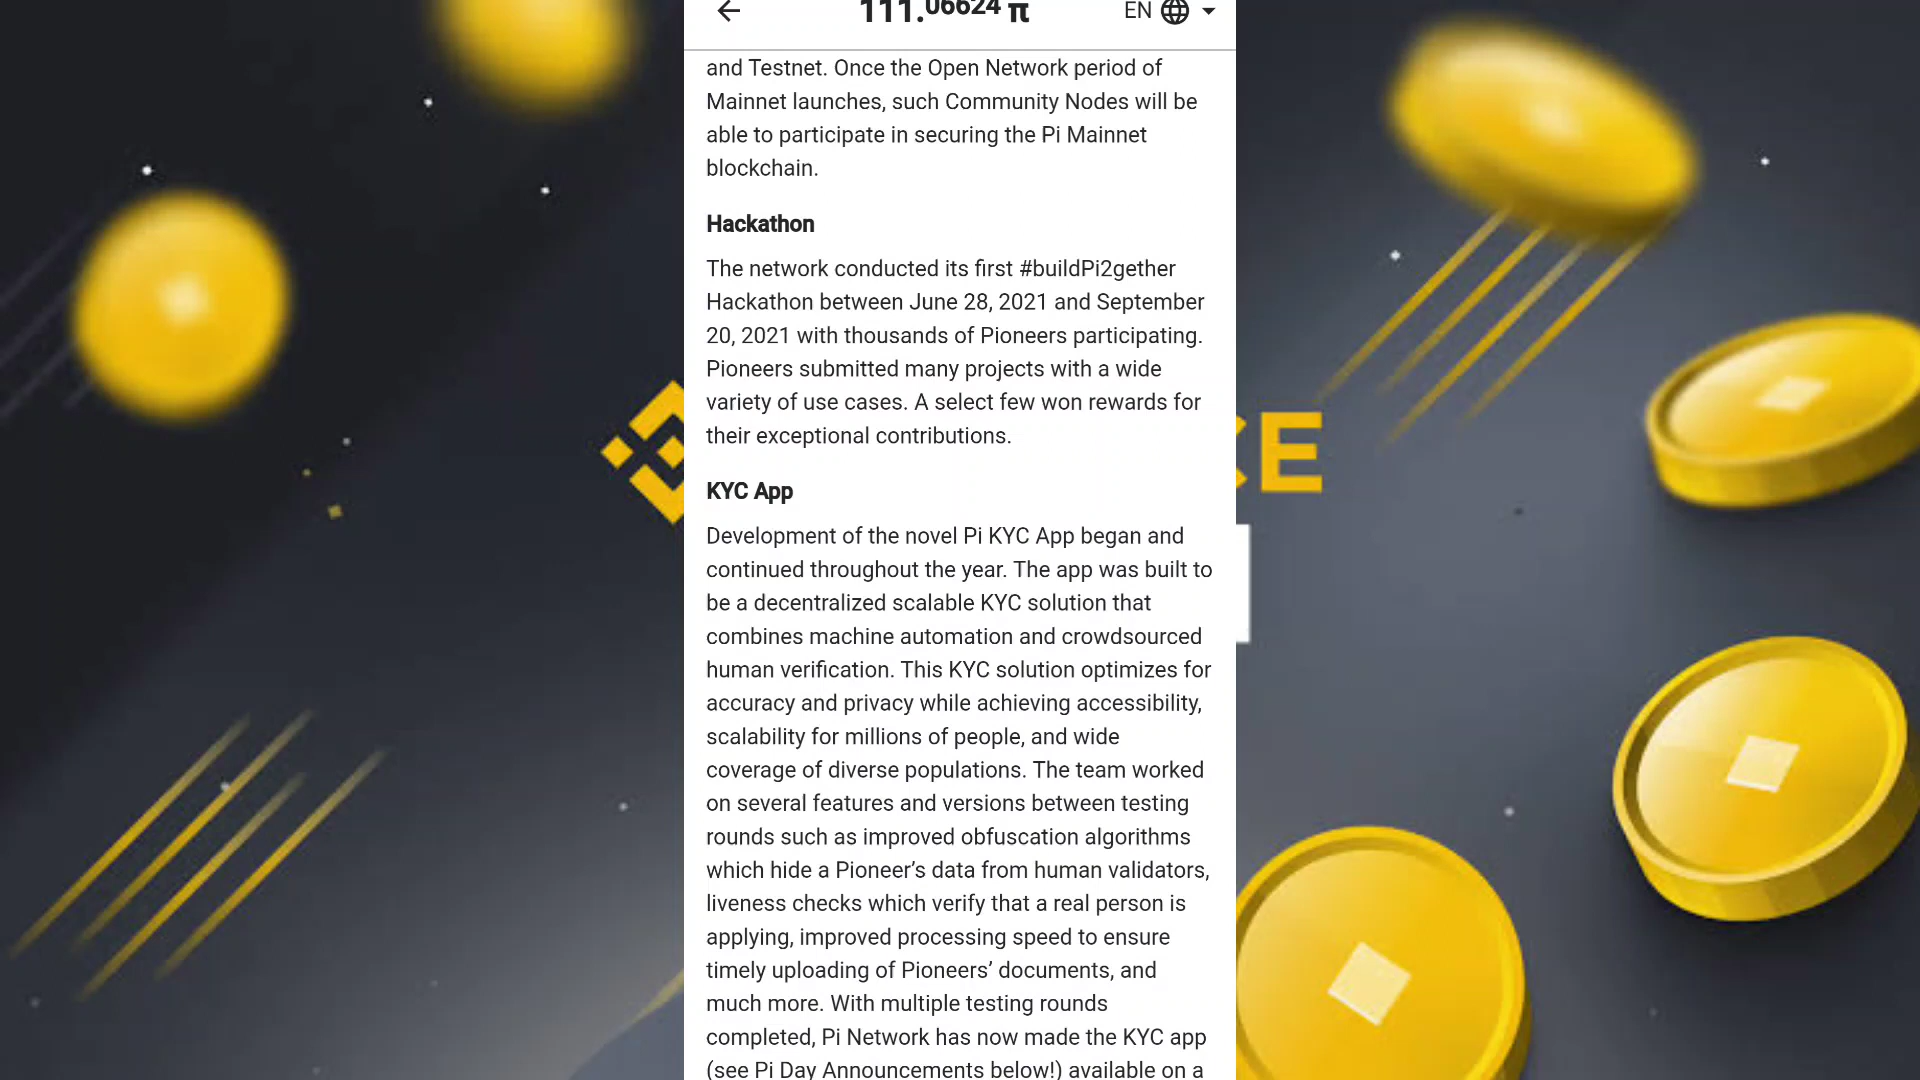 111.06624 π
EN
and Testnet. Once the Open Network period of
Mainnet launches, such Community Nodes will be
able to participate in securing the Pi Mainnet
blockchain.
Hackathon
The network conducted its first #buildPi2gether
Hackathon between June 28, 2021 and September
20, 2021 with thousands of Pioneers participating.
Pioneers submitted many projects with a wide
variety of use cases. A select few won rewards for
their exceptional contributions.
KYC App
Development of the novel Pi KYC App began and
continued throughout the year. The app was built to
be a decentralized scalable KYC solution that
combines machine automation and crowdsourced
human verification. This KYC solution optimizes for
accuracy and privacy while achieving accessibility,
scalability for millions of people, and wide
coverage of diverse populations. The team worked
on several features and versions between testing
rounds such as improved obfuscation algorithms
which hide a Pioneer’s data from human validators,
liveness checks which verify that a real person is
applying, improved processing speed to ensure
timely uploading of Pioneers’ documents, and
much more. With multiple testing rounds
completed, Pi Network has now made the KYC app
(see Pi Day Announcements below!) available on a